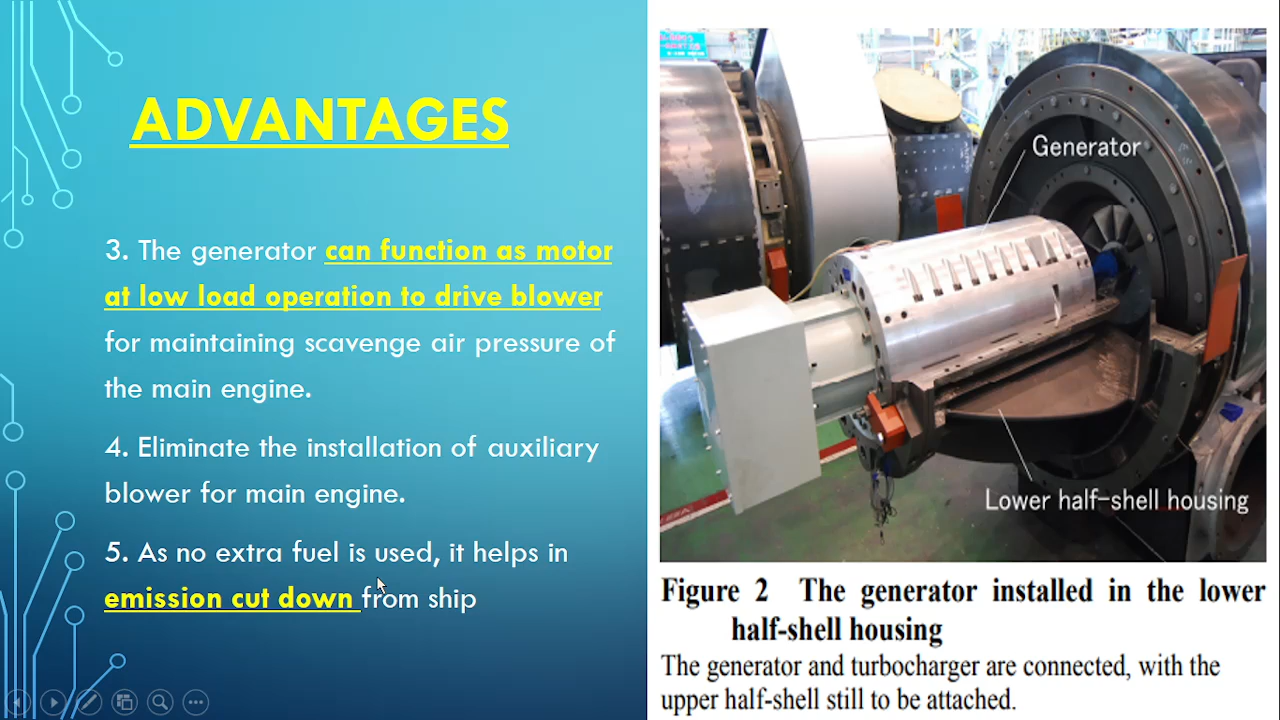 ADVANTAGES
3. The generator can function as motor
at low load operation to drive blower
for maintaining scavenge air pressure of
the main engine.
4. Eliminate the installation of auxiliary
blower for main engine.
5. As no extra fuel is used, it helps in
emission cut down from ship
Generator
Lower half-shell housing
Figure 2 The generator installed in the lower
half-shell housing
The generator and turbocharger are connected, with the
upper half-shell still to be attached.